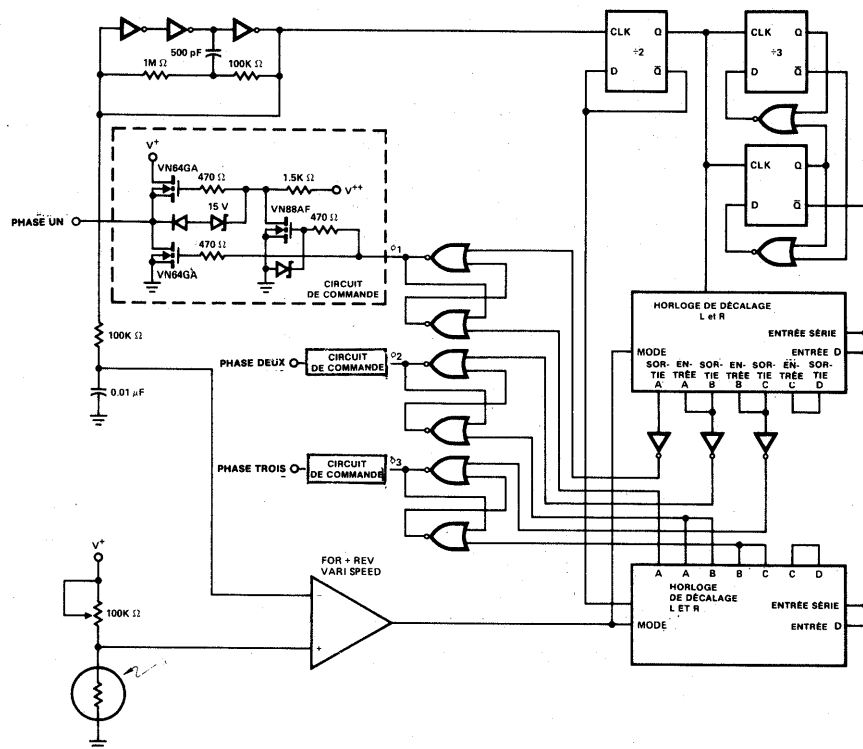 500 pF
1M Ω
100K Ω
CLK
Q
÷2
D
Q̅
CLK
Q
÷3
D
Q̅
CLK
Q
D
Q̅
V+
VN64GA
470 Ω
1.5K Ω
V++
15 V
VN88AF
470 Ω
PHASE UN
470 Ω
VN64GA
CIRCUIT
DE COMMANDE
1
100K Ω
0.01 µF
PHASE DEUX
CIRCUIT
DE COMMANDE
2
PHASE TROIS
CIRCUIT
DE COMMANDE
3
HORLOGE DE DÉCALAGE
L et R
ENTRÉE SÉRIE
MODE
ENTRÉE D
SOR- EN- SOR- EN- SOR- EN- SOR-
TIE TRÉE TIE TRÉE TIE TRÉE TIE
A A B B C C D
V+
100K Ω
FOR + REV
VARI SPEED
−
+
A A B B C C D
HORLOGE
DE DÉCALAGE
L ET R
ENTRÉE SÉRIE
MODE
ENTRÉE D